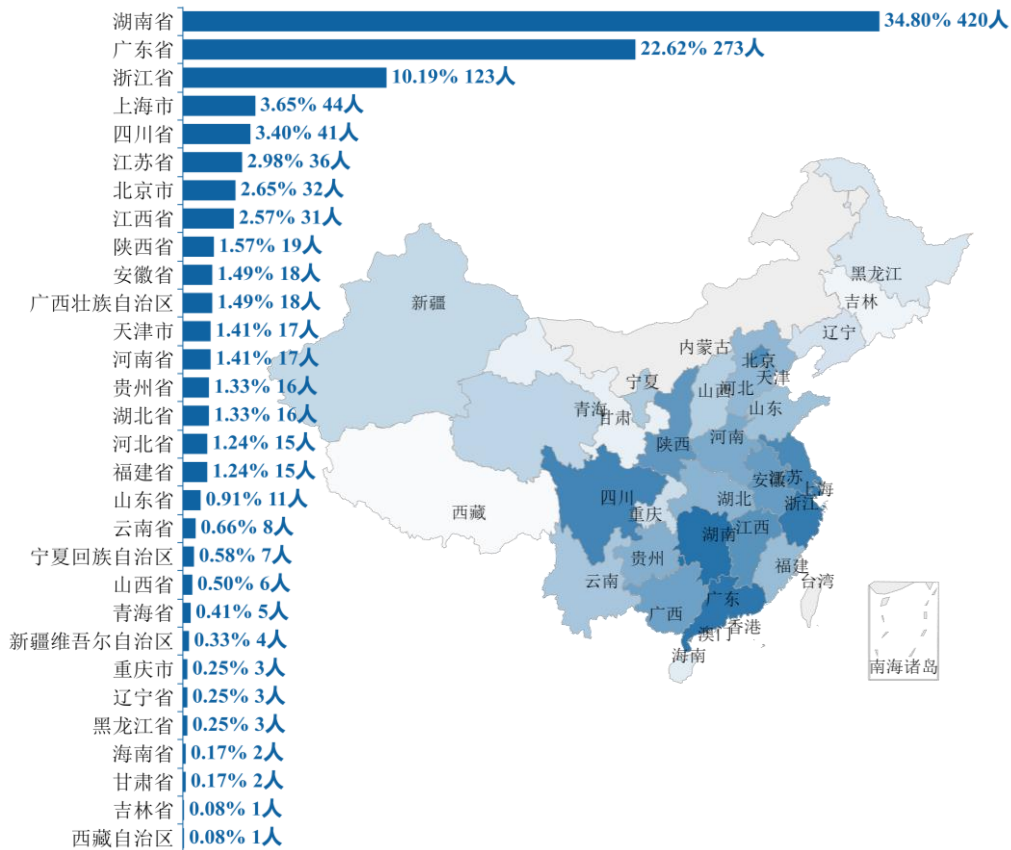 湖南省 34.80% 420人
广东省 22.62% 273人
浙江省 10.19% 123人
上海市 3.65% 44人
四川省 3.40% 41人
江苏省 2.98% 36人
北京市 2.65% 32人
江西省 2.57% 31人
陕西省 1.57% 19人
安徽省 1.49% 18人
广西壮族自治区 1.49% 18人
天津市 1.41% 17人
河南省 1.41% 17人
贵州省 1.33% 16人
湖北省 1.33% 16人
河北省 1.24% 15人
福建省 1.24% 15人
山东省 0.91% 11人
云南省 0.66% 8人
宁夏回族自治区 0.58% 7人
山西省 0.50% 6人
青海省 0.41% 5人
新疆维吾尔自治区 0.33% 4人
重庆市 0.25% 3人
辽宁省 0.25% 3人
黑龙江省 0.25% 3人
海南省 0.17% 2人
甘肃省 0.17% 2人
吉林省 0.08% 1人
西藏自治区 0.08% 1人
黑龙江
新疆
吉林
辽宁
内蒙古
北京
天津
宁夏
山西
河北
青海
甘肃
山东
陕西
河南
安徽
江苏
上海
四川
湖北
浙江
西藏
重庆
湖南
江西
贵州
福建
云南
台湾
广西
广东
澳门
香港
海南
南海诸岛